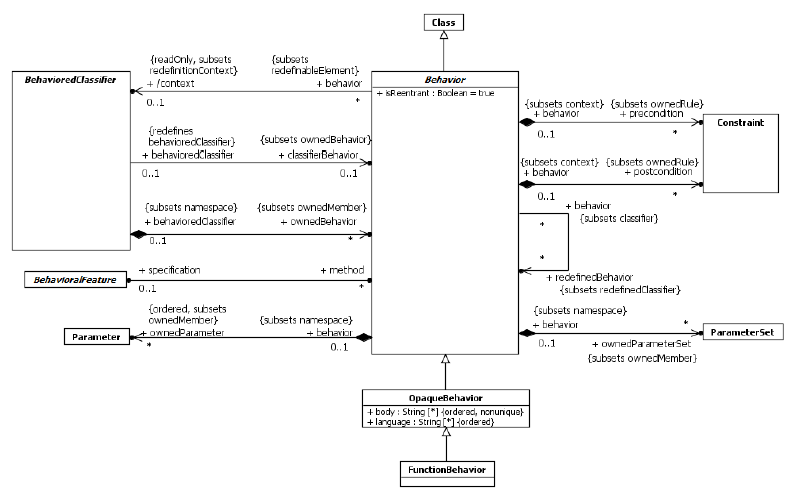 Class
{readOnly, subsets
redefinitionContext}
+ /context
0..1
{subsets
redefinableElement}
+ behavior
*
BehavioredClassifier
Behavior
+ isReentrant : Boolean = true
{subsets context}
+ behavior
0..1
{subsets ownedRule}
+ precondition
*
Constraint
{redefines
behavioredClassifier}
+ behavioredClassifier
0..1
{subsets ownedBehavior}
+ classifierBehavior
0..1
{subsets context}
+ behavior
0..1
{subsets ownedRule}
+ postcondition
*
{subsets namespace}
+ behavioredClassifier
0..1
{subsets ownedMember}
+ ownedBehavior
*
+ behavior
{subsets classifier}
*
*
+ redefinedBehavior
{subsets redefinedClassifier}
BehavioralFeature
+ specification
0..1
+ method
*
{ordered, subsets
ownedMember}
+ ownedParameter
*
{subsets namespace}
+ behavior
0..1
Parameter
{subsets namespace}
+ behavior
0..1
*
+ ownedParameterSet
{subsets ownedMember}
ParameterSet
OpaqueBehavior
+ body : String [*] {ordered, nonunique}
+ language : String [*] {ordered}
FunctionBehavior